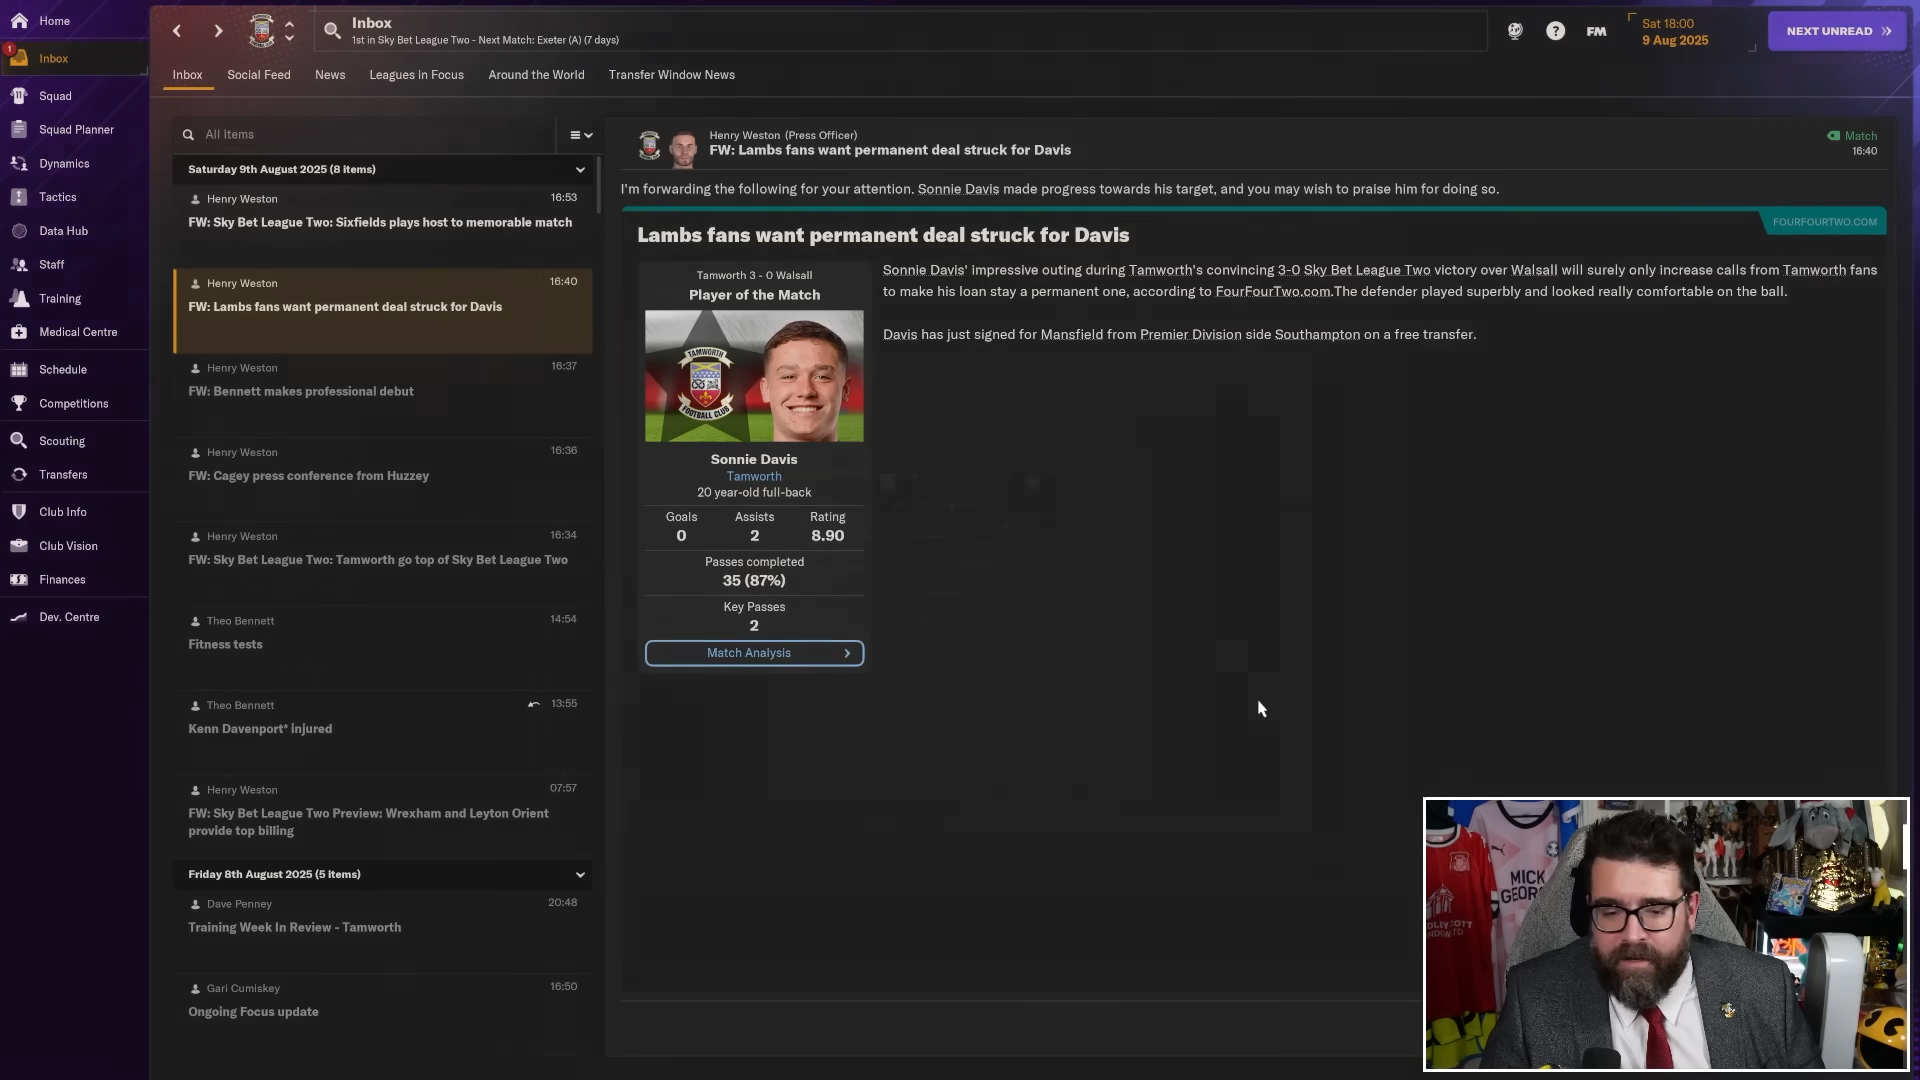 Home
Inbox
1st in Sky Bet League Two - Next Match: Exeter (A) (7 days)
FM
Sat 18:00
9 Aug 2025
NEXT UNREAD
1
Inbox
Squad
Squad Planner
Dynamics
Tactics
Data Hub
Staff
Training
Medical Centre
Schedule
Competitions
Scouting
Transfers
Club Info
Club Vision
Finances
Dev. Centre
Inbox
Social Feed
News
Leagues in Focus
Around the World
Transfer Window News
All Items
Saturday 9th August 2025 (8 items)
Henry Weston
16:53
FW: Sky Bet League Two: Sixfields plays host to memorable match
Henry Weston
16:40
FW: Lambs fans want permanent deal struck for Davis
Henry Weston
16:37
FW: Bennett makes professional debut
Henry Weston
16:36
FW: Cagey press conference from Huzzey
Henry Weston
16:34
FW: Sky Bet League Two: Tamworth go top of Sky Bet League Two
Theo Bennett
14:54
Fitness tests
Theo Bennett
13:55
Kenn Davenport* injured
Henry Weston
07:57
FW: Sky Bet League Two Preview: Wrexham and Leyton Orient
provide top billing
Friday 8th August 2025 (5 items)
Dave Penney
20:48
Training Week In Review - Tamworth
Gari Cumiskey
16:50
Ongoing Focus update
Henry Weston (Press Officer)
FW: Lambs fans want permanent deal struck for Davis
Match
16:40
I'm forwarding the following for your attention. Sonnie Davis made progress towards his target, and you may wish to praise him for doing so.
FOURFOURTWO.COM
Lambs fans want permanent deal struck for Davis
Tamworth 3 - 0 Walsall
Player of the Match
TAMWORTH
FOOTBALL CLUB
Sonnie Davis
Tamworth
20 year-old full-back
Goals Assists Rating
0 2 8.90
Passes completed
35 (87%)
Key Passes
2
Match Analysis
Sonnie Davis' impressive outing during Tamworth's convincing 3-0 Sky Bet League Two victory over Walsall will surely only increase calls from Tamworth fans
to make his loan stay a permanent one, according to FourFourTwo.com.The defender played superbly and looked really comfortable on the ball.
Davis has just signed for Mansfield from Premier Division side Southampton on a free transfer.
MICK
GEORG